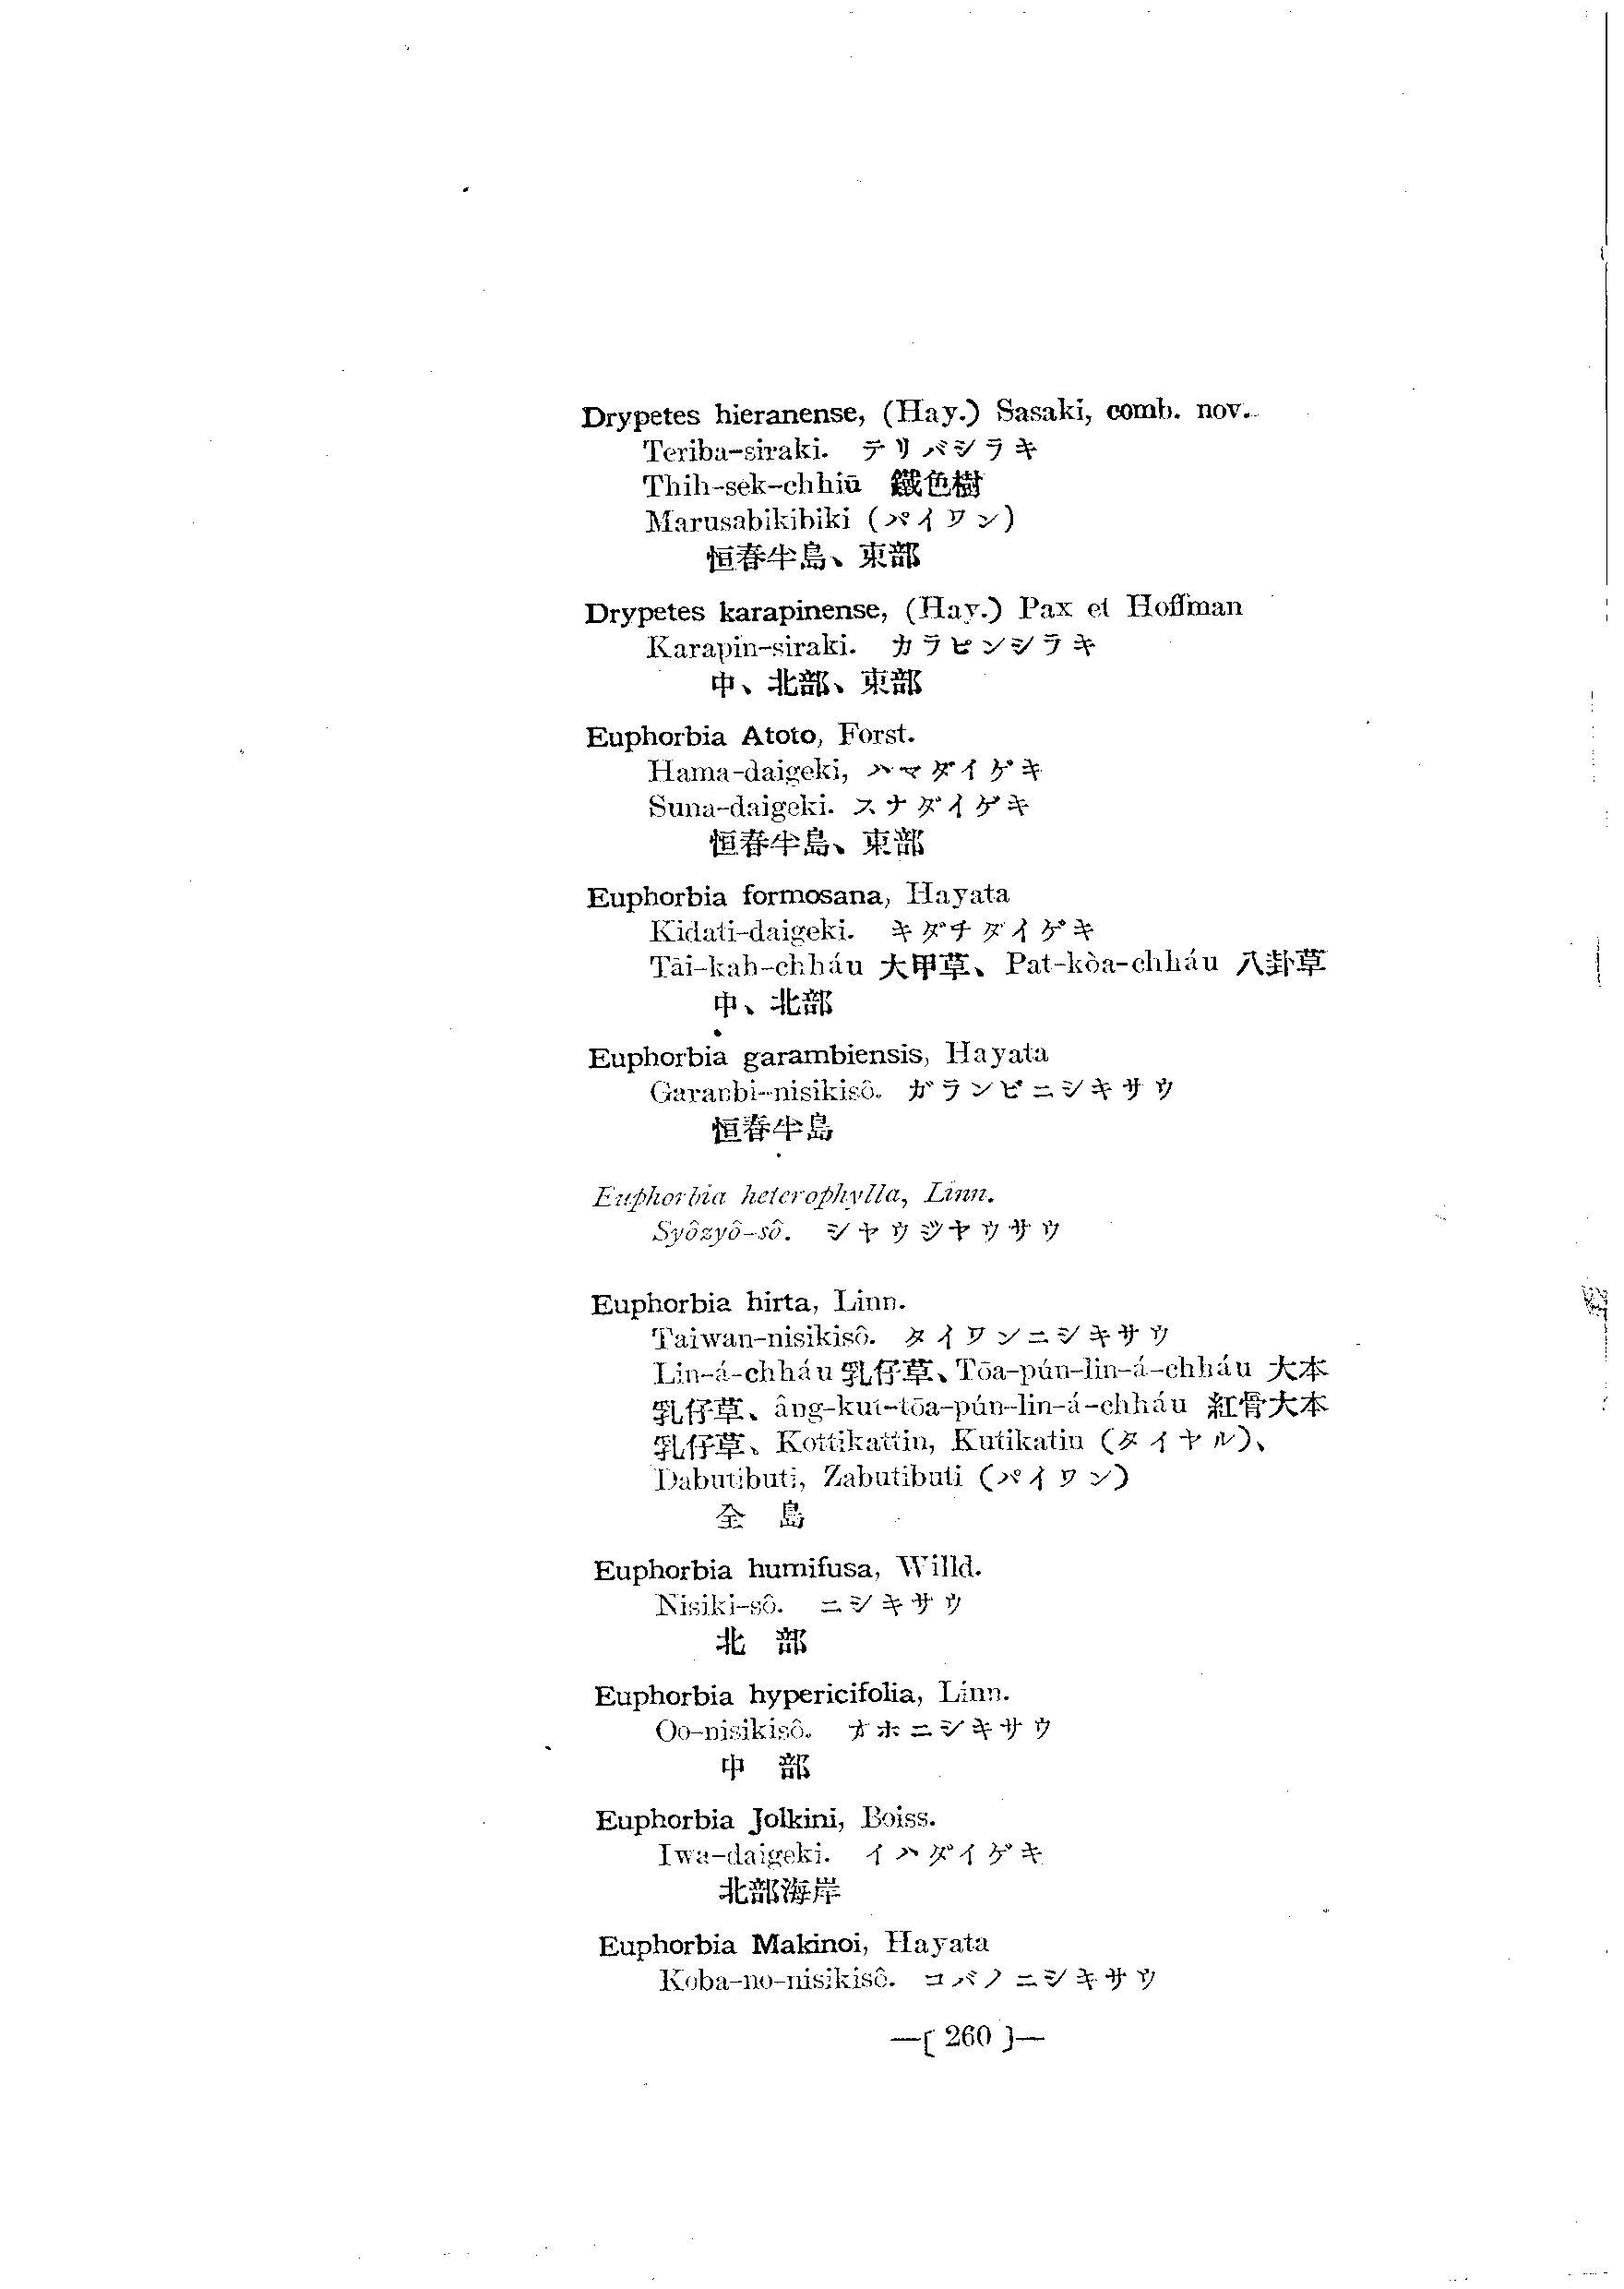 Drypetes hieranense, (Hay.) Sasaki, comb. nov.
Teriba-siraki. テリバシラキ
Thih-sek-chhiū 鐵色樹
Marusabikibiki (パイワン)
恒春半島、東部
Drypetes karapinense, (Hay.) Pax et Hoffman
Karapin-siraki. カラピンシラキ
中、北部、東部
Euphorbia Atoto, Forst.
Hama-daigeki, ハマダイゲキ
Suna-daigeki. スナダイゲキ
恒春半島、東部
Euphorbia formosana, Hayata
Kidati-daigeki. キダチダイゲキ
Tāi-kah-chháu 大甲草、Pat-kòa-chháu 八卦草
中、北部
Euphorbia garambiensis, Hayata
Garanbi-nisikisô. ガランビニシキサウ
恒春半島
Euphorbia heterophylla, Linn.
Syôzyô-sô. シヤウジヤウサウ
Euphorbia hirta, Linn.
Taiwan-nisikisô. タイワンニシキサウ
Lin-á-chháu 乳仔草、Tōa-pún-lin-á-chháu 大本
乳仔草、âng-kut-tōa-pún-lin-á-chháu 紅骨大本
乳仔草、Kottikattin, Kutikatin (タイヤル)、
Dabutibuti, Zabutibuti (パイワン)
全 島
Euphorbia humifusa, Willd.
Nisiki-sô. ニシキサウ
北 部
Euphorbia hypericifolia, Linn.
Oo-nisikisô. オホニシキサウ
中 部
Euphorbia Jolkini, Boiss.
Iwa-daigeki. イハダイゲキ
北部海岸
Euphorbia Makinoi, Hayata
Koba-no-nisikisô. コバノニシキサウ
—[ 260 ]—